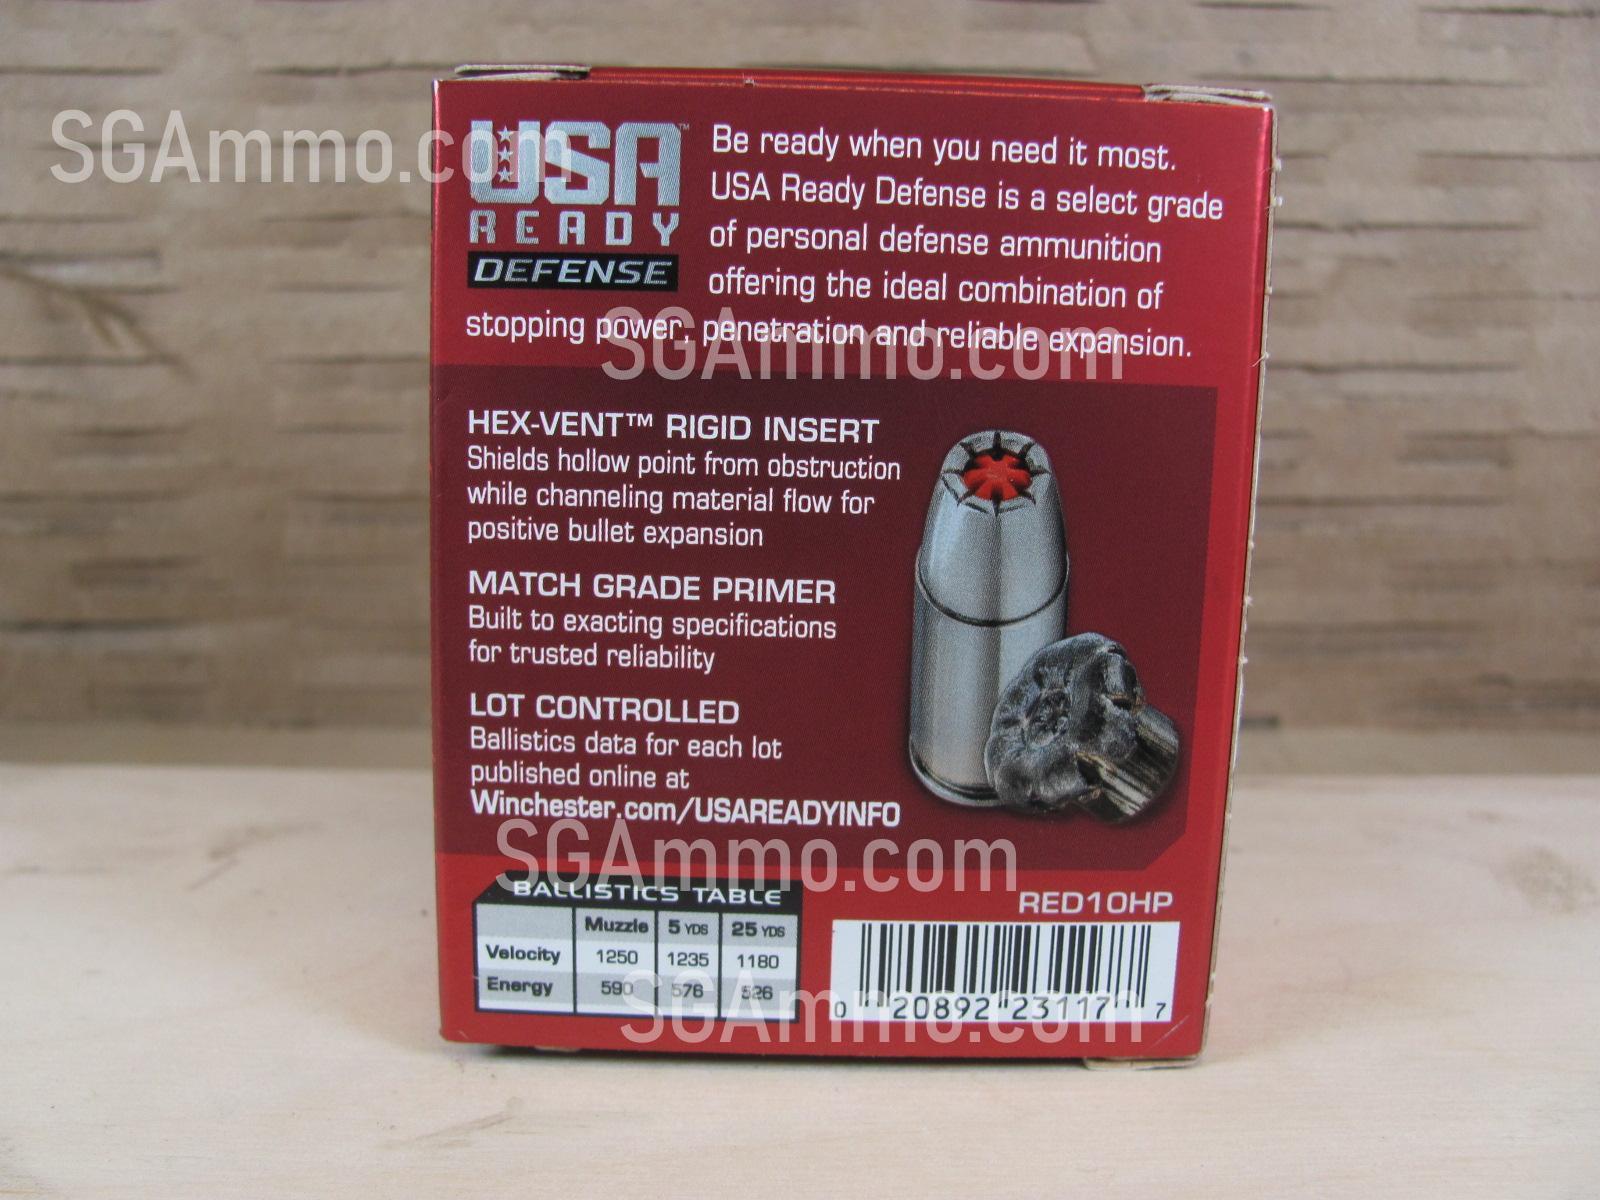 SGAmmo.com
USA™
READY
DEFENSE
Be ready when you need it most.
USA Ready Defense is a select grade
of personal defense ammunition
offering the ideal combination of
stopping power, penetration and reliable expansion.
SGAmmo.com
HEX-VENT™ RIGID INSERT
Shields hollow point from obstruction
while channeling material flow for
positive bullet expansion
MATCH GRADE PRIMER
Built to exacting specifications
for trusted reliability
LOT CONTROLLED
Ballistics data for each lot
published online at
Winchester.com/USAREADYINFO
SGAmmo.com
BALLISTICS TABLE
Muzzle 5 YDS 25 YDS
Velocity 1250 1235 1180
Energy 590 576 526
RED10HP
0 20892 23117 7
SGAmmo.com